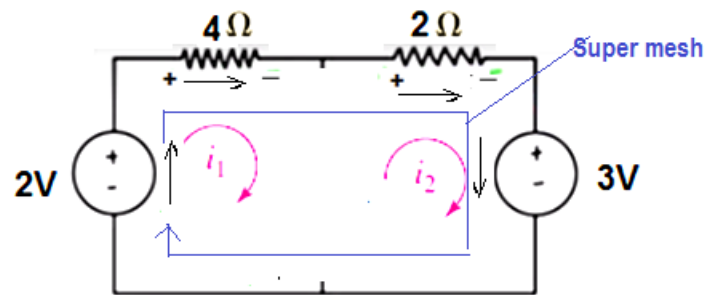 4 Ω 2 Ω
Super mesh
+ − + −
i₁ i₂
2V + - + - 3V